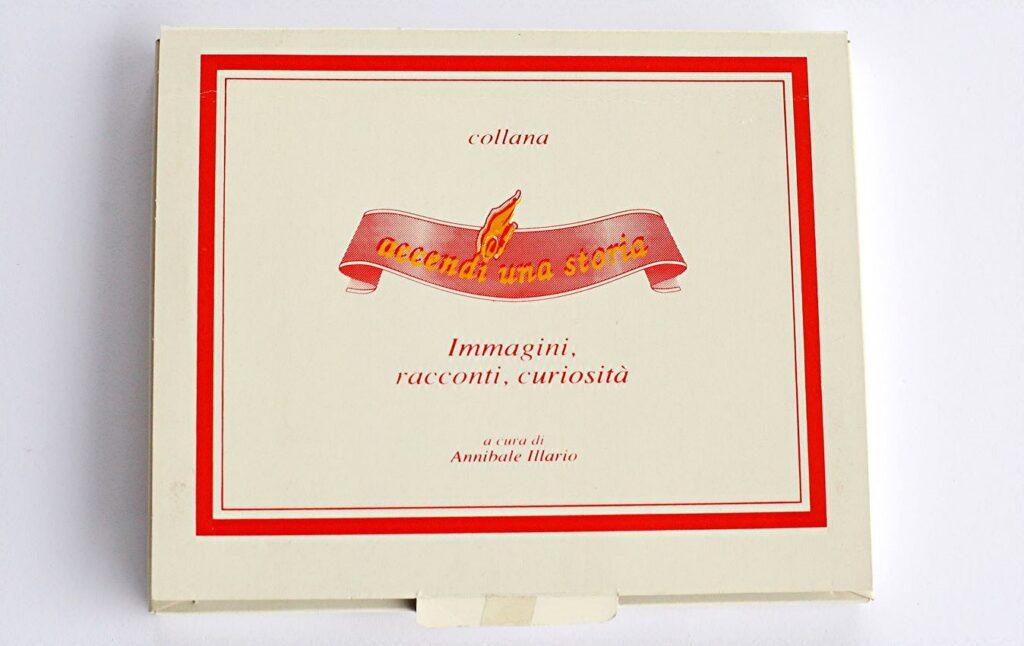 collana
accendi una storia
Immagini,
racconti, curiosità
a cura di
Annibale Illario